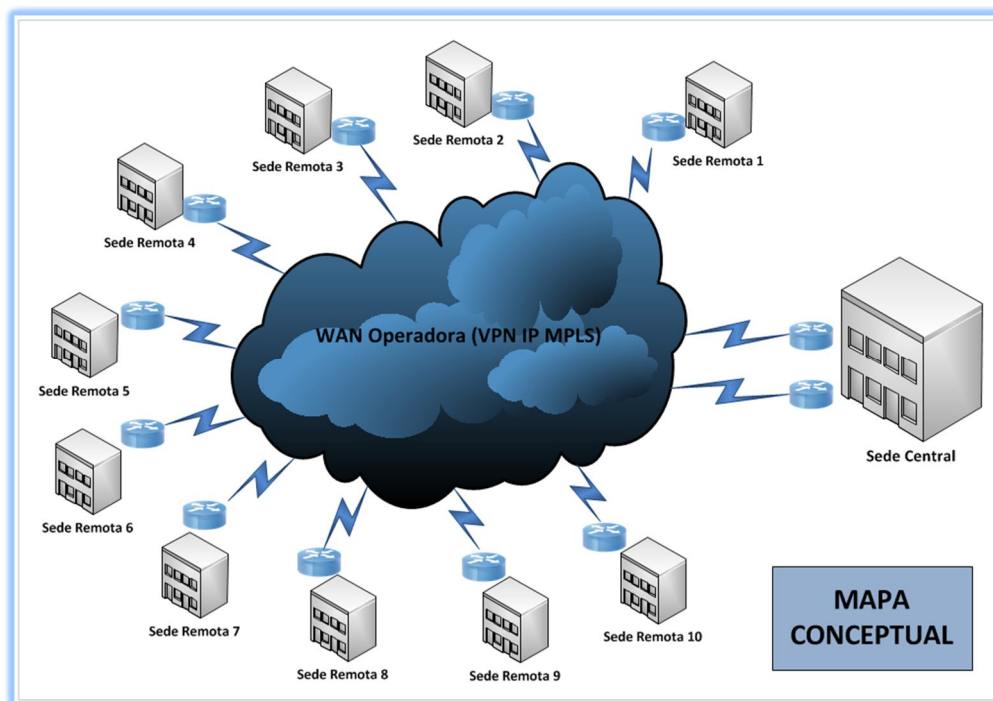 Sede Remota 1
Sede Remota 2
Sede Remota 3
Sede Remota 4
Sede Remota 5
Sede Remota 6
Sede Remota 7
Sede Remota 8
Sede Remota 9
Sede Remota 10
WAN Operadora (VPN IP MPLS)
Sede Central
MAPA
CONCEPTUAL